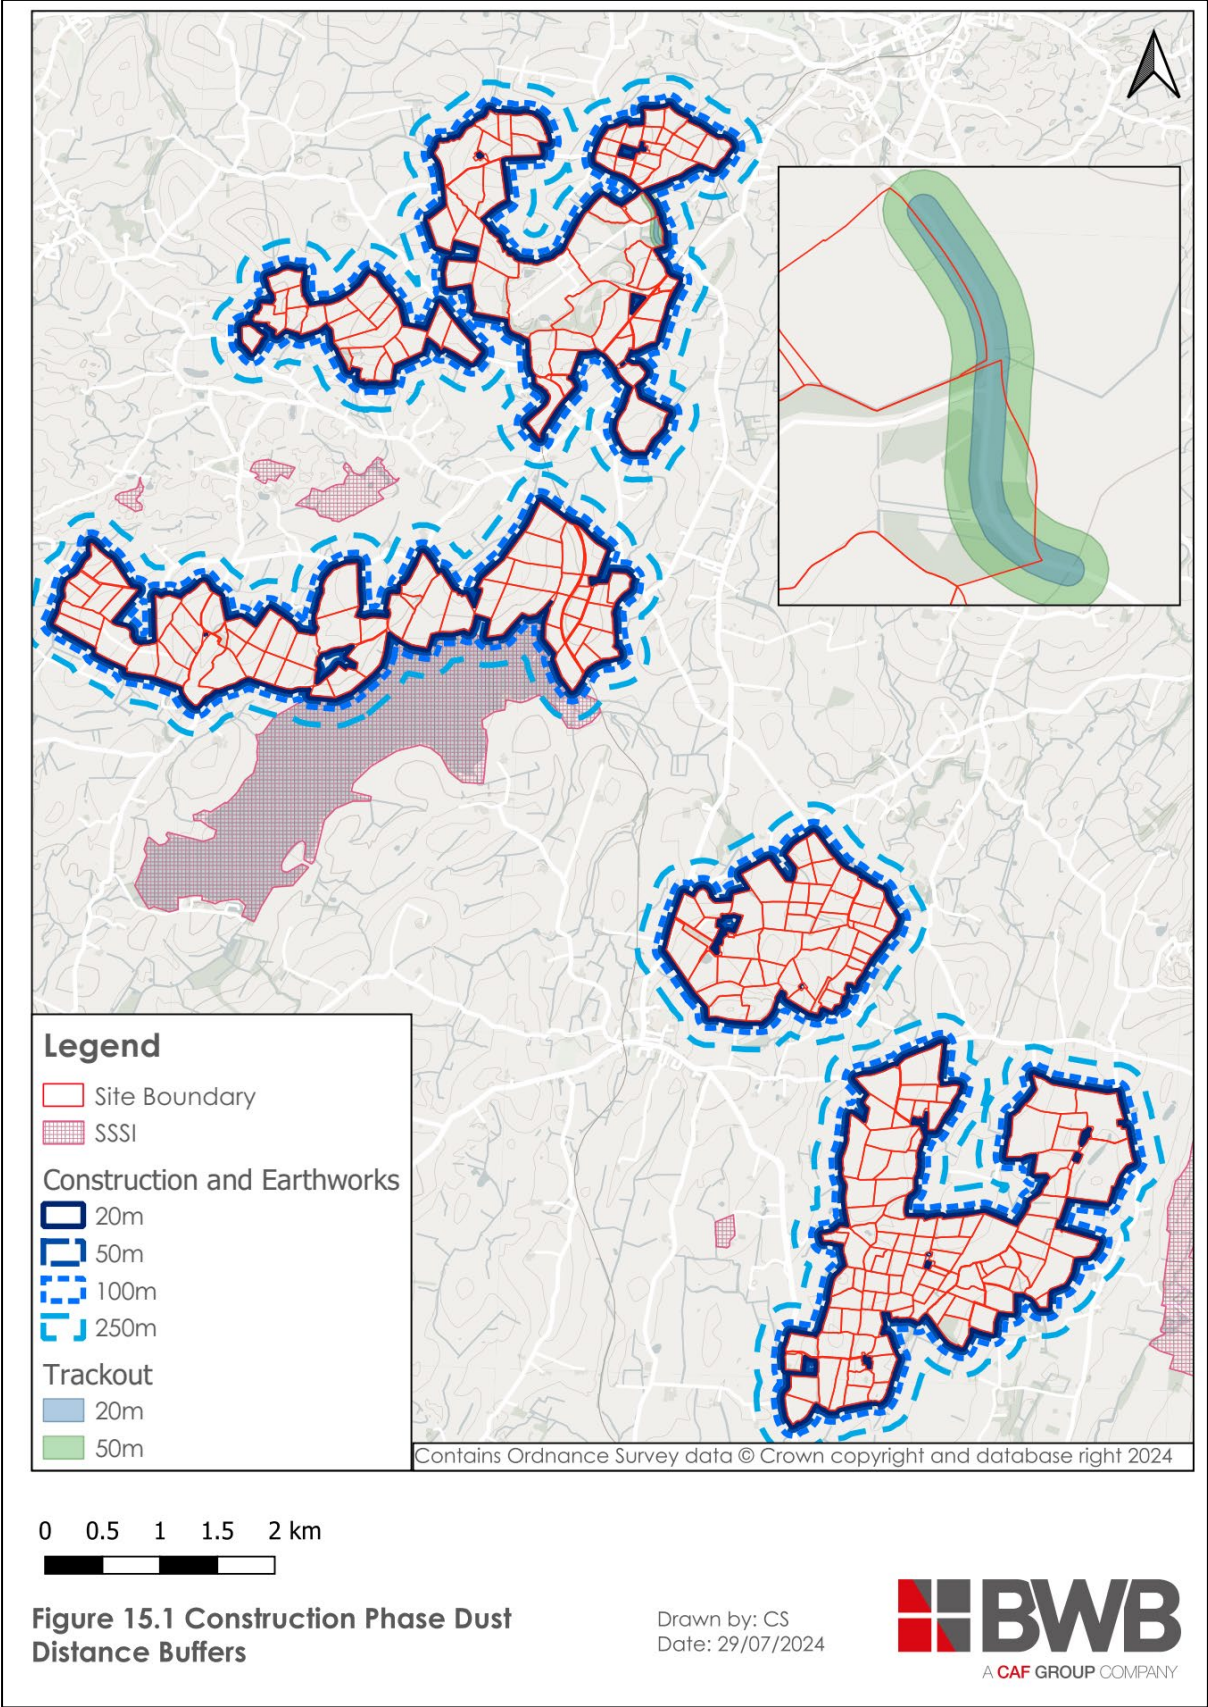 Legend
Site Boundary
SSSI
Construction and Earthworks
20m
50m
100m
250m
Trackout
20m
50m
Contains Ordnance Survey data © Crown copyright and database right 2024
0 0.5 1 1.5 2 km
Figure 15.1 Construction Phase Dust
Distance Buffers
Drawn by: CS
Date: 29/07/2024
BWB
A CAF GROUP COMPANY